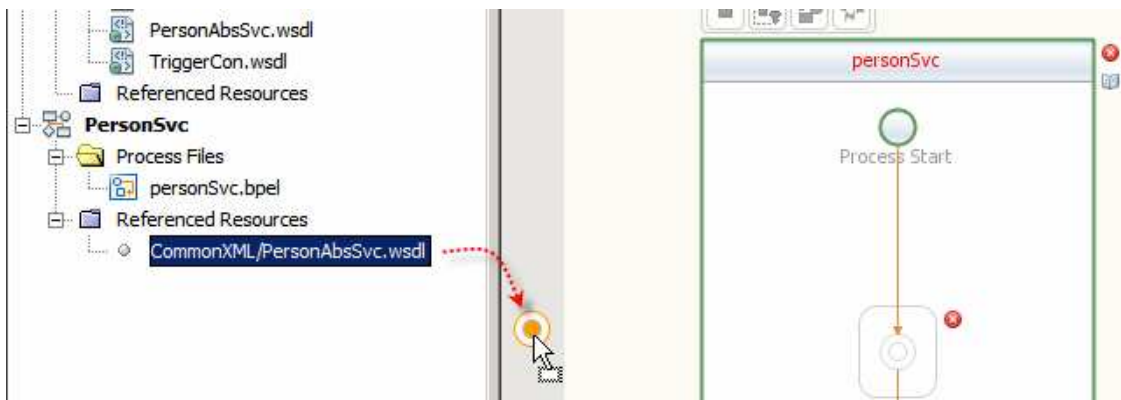 PersonAbsSvc.wsdl
TriggerCon.wsdl
Referenced Resources
PersonSvc
Process Files
personSvc.bpel
Referenced Resources
CommonXML/PersonAbsSvc.wsdl
personSvc
Process Start